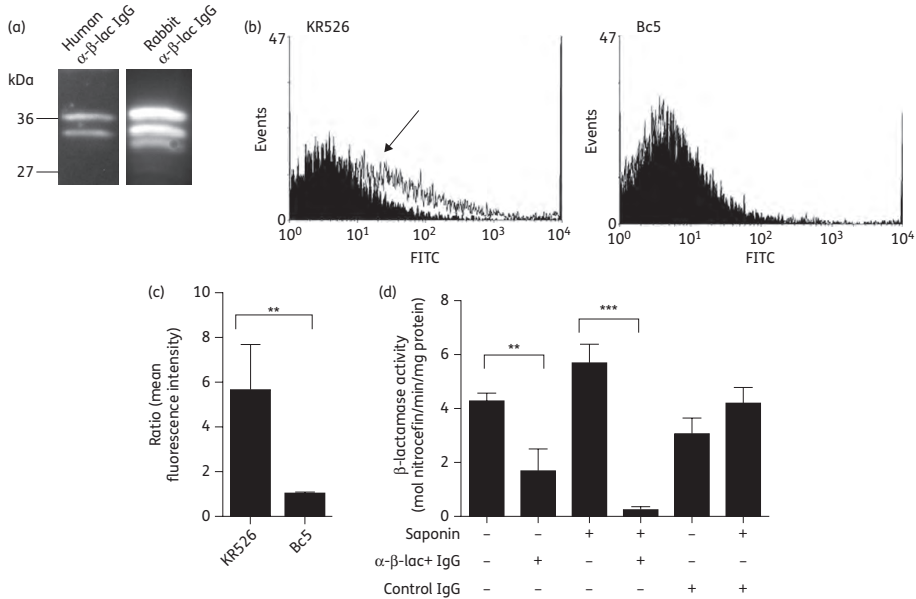 (a)
Human
α-β-lac IgG
Rabbit
α-β-lac IgG
kDa
36
27
(b)
KR526
47
Events
0
10⁰ 10¹ 10² 10³ 10⁴
FITC
Bc5
47
Events
0
10⁰ 10¹ 10² 10³ 10⁴
FITC
(c)
Ratio (mean
fluorescence intensity)
10
8
6
4
2
0
**
KR526
Bc5
(d)
β-lactamase activity
(mol nitrocefin/min/mg protein)
8
6
4
2
0
**
***
Saponin – – + + – +
α-β-lac+ IgG – + – + – –
Control IgG – – – – + +